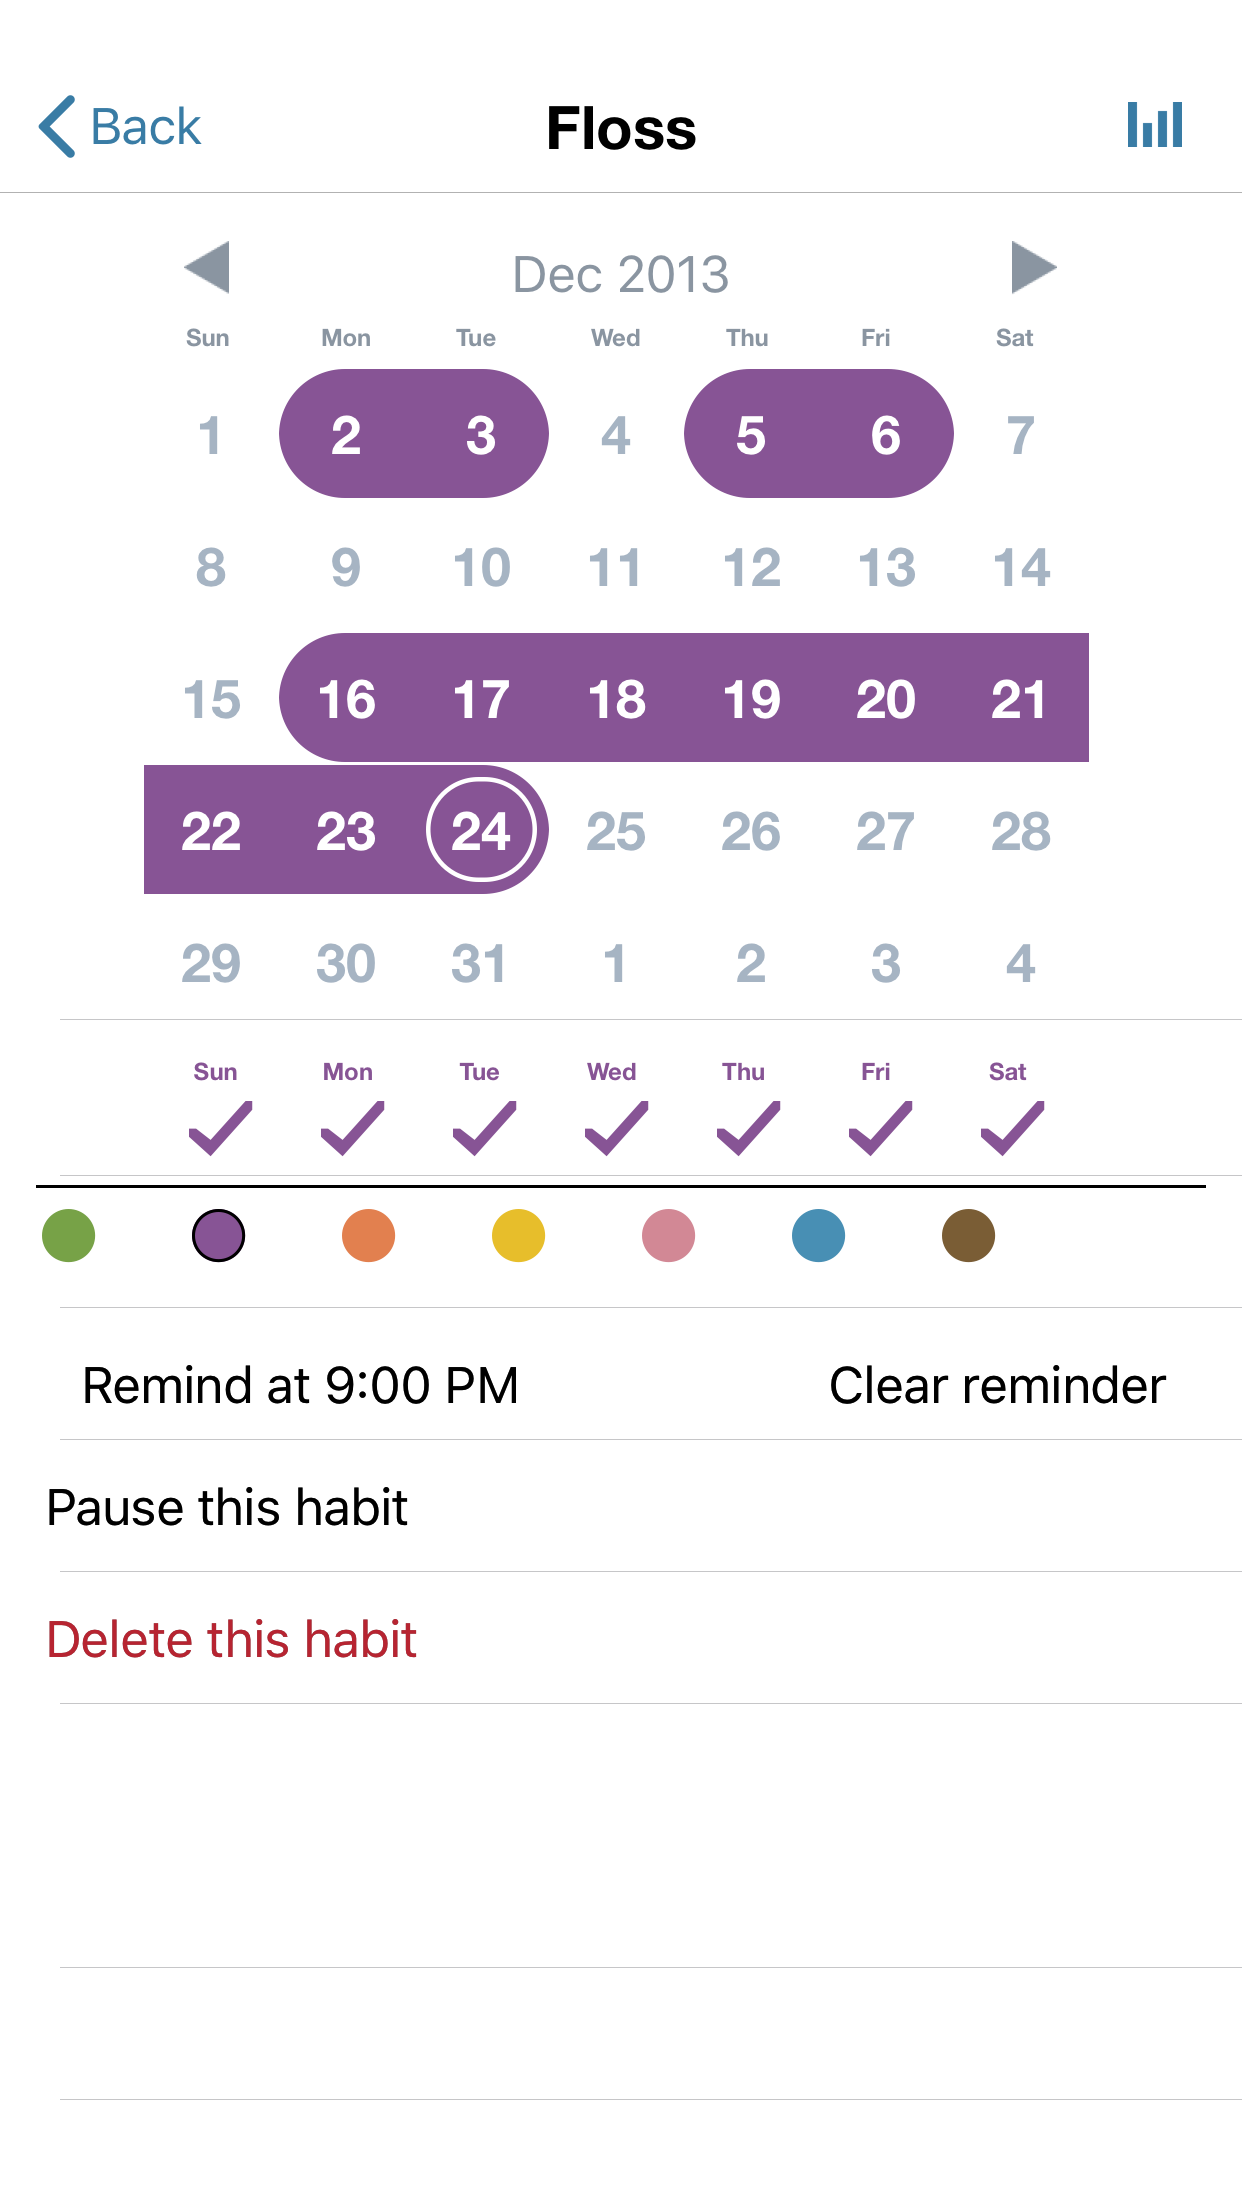 Back Floss
Dec 2013
Sun Mon Tue Wed Thu Fri Sat
1 2 3 4 5 6 7
8 9 10 11 12 13 14
15 16 17 18 19 20 21
22 23 24 25 26 27 28
29 30 31 1 2 3 4
Sun Mon Tue Wed Thu Fri Sat
Remind at 9:00 PM Clear reminder
Pause this habit
Delete this habit